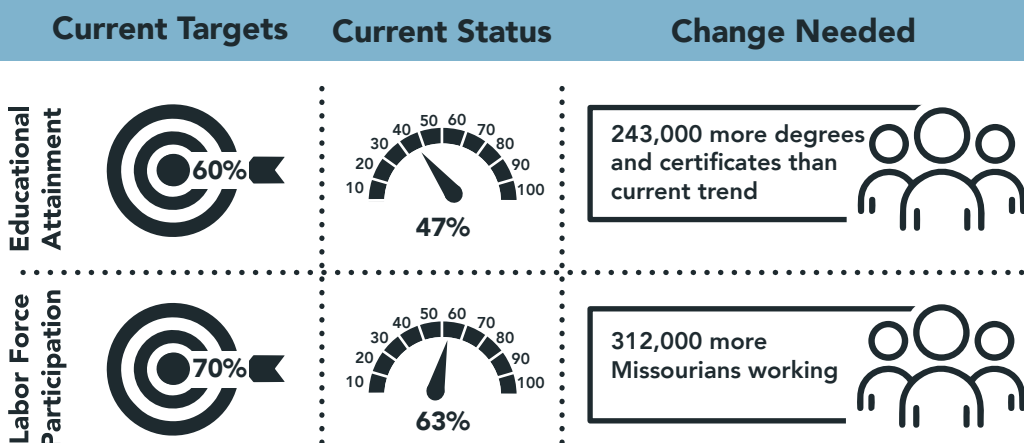 Current Targets
Current Status
Change Needed
Educational
Attainment
60%
10
20
30
40
50
60
70
80
90
100
47%
243,000 more degrees
and certificates than
current trend
Labor Force
Participation
70%
10
20
30
40
50
60
70
80
90
100
63%
312,000 more
Missourians working